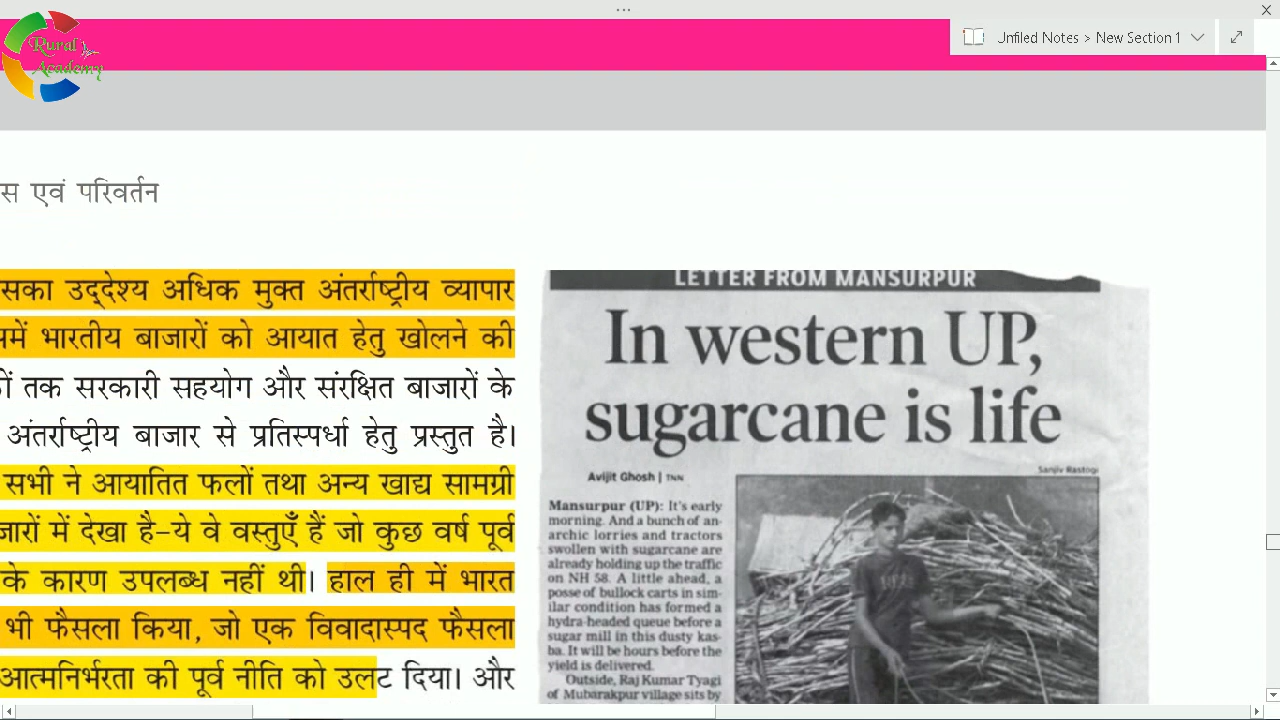 Rural
Academy
Unfiled Notes > New Section 1
स एवं परिवर्तन
सका उद्देश्य अधिक मुक्त अंतर्राष्ट्रीय व्यापार
में भारतीय बाजारों को आयात हेतु खोलने की
तक सरकारी सहयोग और संरक्षित बाजारों के
अंतर्राष्ट्रीय बाजार से प्रतिस्पर्धा हेतु प्रस्तुत है।
सभी ने आयातित फलों तथा अन्य खाद्य सामग्री
जारों में देखा है-ये वे वस्तुएँ हैं जो कुछ वर्ष पूर्व
के कारण उपलब्ध नहीं थी। हाल ही में भारत
भी फैसला किया, जो एक विवादास्पद फैसला
आत्मनिर्भरता की पूर्व नीति को उलट दिया। और
LETTER FROM MANSURPUR
In western UP,
sugarcane is life
Avijit Ghosh | TNN
Sanjiv Rastogi
Mansurpur (UP): It's early
morning. And a bunch of an-
archic lorries and tractors
swollen with sugarcane are
already holding up the traffic
on NH 58. A little ahead, a
posse of bullock carts in sim-
ilar condition has formed a
hydra-headed queue before a
sugar mill in this dusty kas-
ba. It will be hours before the
yield is delivered.
Outside, Raj Kumar Tyagi
of Mubarakpur village sits by